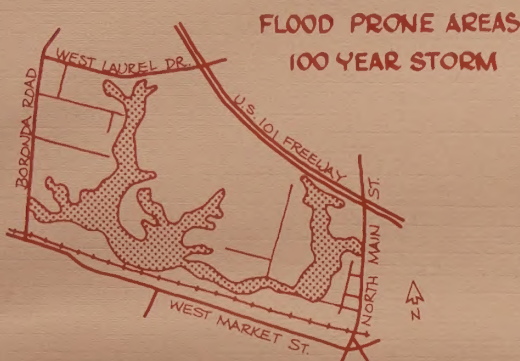 FLOOD PRONE AREAS
100 YEAR STORM
WEST LAUREL DR.
BORONDA ROAD
U.S. 101 FREEWAY
NORTH MAIN ST.
WEST MARKET ST.
N